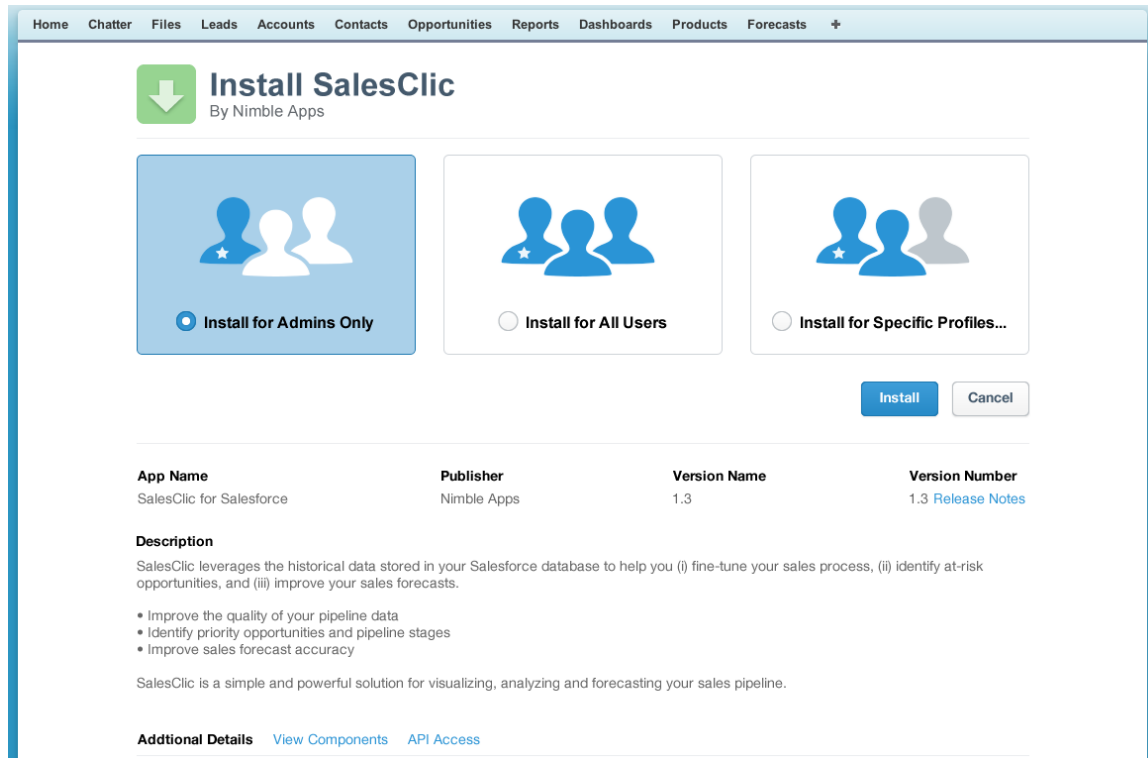 Home Chatter Files Leads Accounts Contacts Opportunities Reports Dashboards Products Forecasts +
Install SalesClic
By Nimble Apps
Install for Admins Only
Install for All Users
Install for Specific Profiles...
Install Cancel
App Name Publisher Version Name Version Number
SalesClic for Salesforce Nimble Apps 1.3 1.3 Release Notes
Description
SalesClic leverages the historical data stored in your Salesforce database to help you (i) fine-tune your sales process, (ii) identify at-risk
opportunities, and (iii) improve your sales forecasts.
• Improve the quality of your pipeline data
• Identify priority opportunities and pipeline stages
• Improve sales forecast accuracy
SalesClic is a simple and powerful solution for visualizing, analyzing and forecasting your sales pipeline.
Addtional Details View Components API Access